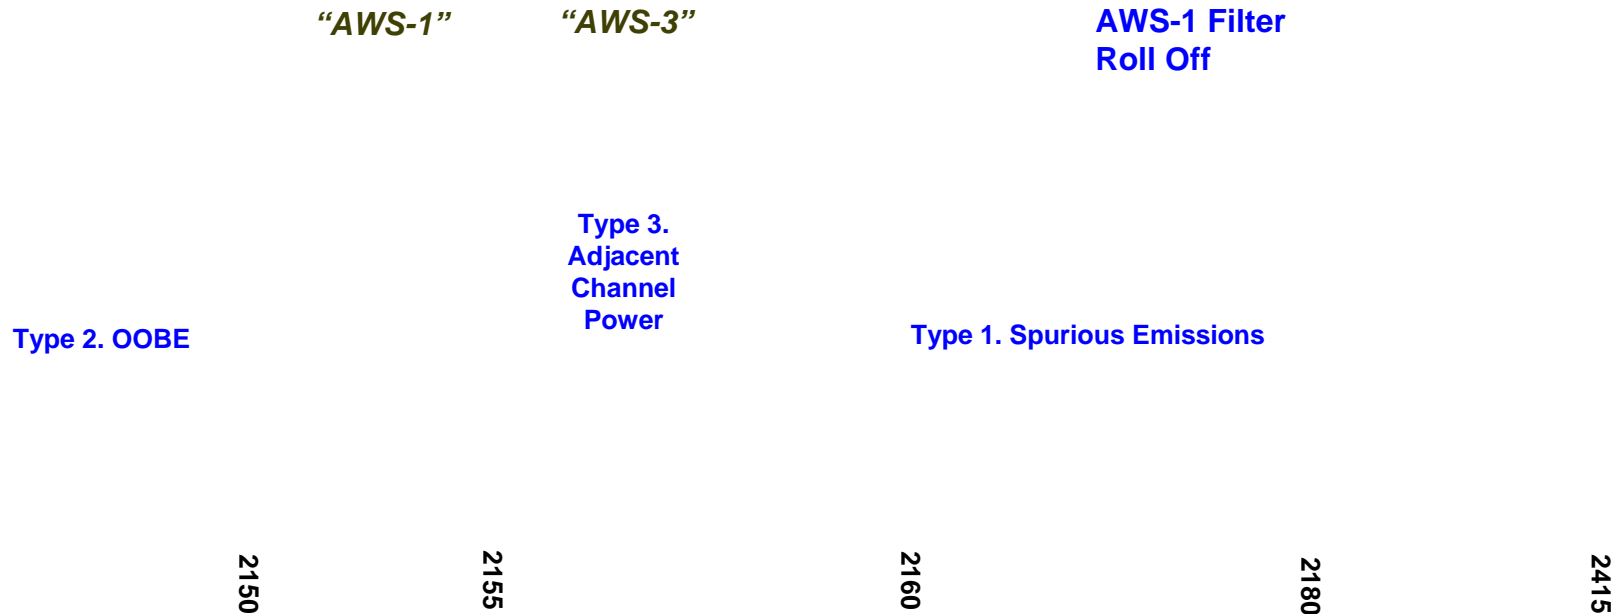 “AWS-1”
“AWS-3”
AWS-1 Filter
Roll Off
Type 3.
Adjacent
Channel
Power
Type 2. OOBE
Type 1. Spurious Emissions
2150
2155
2160
2180
2415